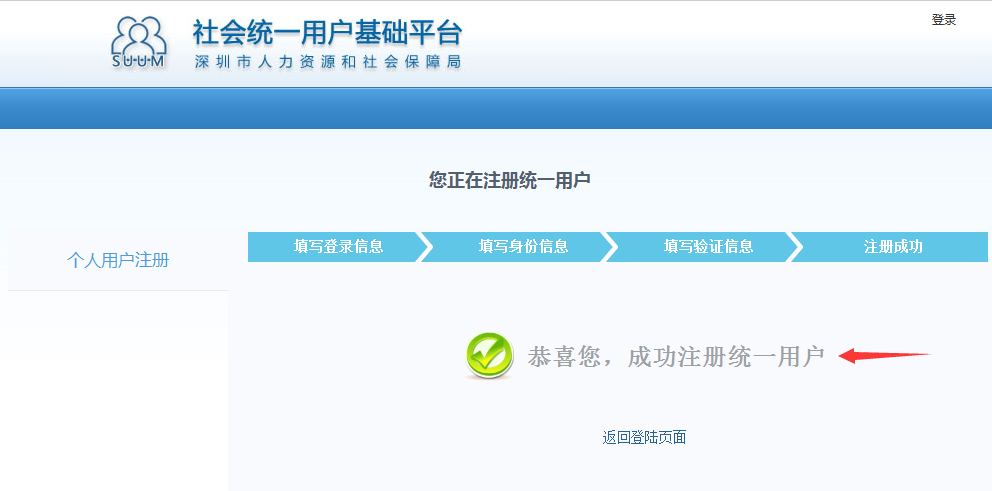 登录
社会统一用户基础平台
SUUM
深圳市人力资源和社会保障局
您正在注册统一用户
个人用户注册
填写登录信息 填写身份信息 填写验证信息 注册成功
恭喜您，成功注册统一用户
返回登陆页面